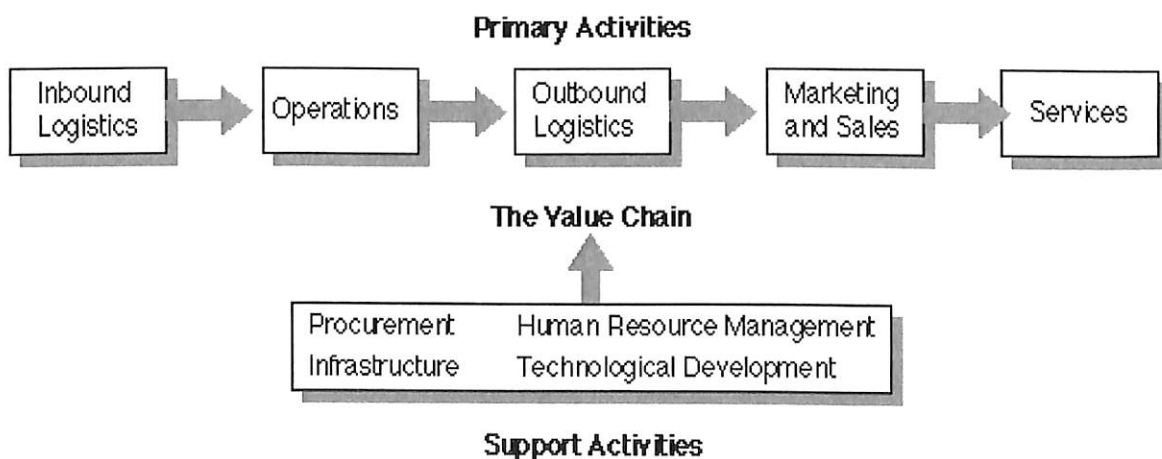 Primary Activities
Inbound
Logistics
Operations
Outbound
Logistics
Marketing
and Sales
Services
The Value Chain
Procurement Human Resource Management
Infrastructure Technological Development
Support Activities